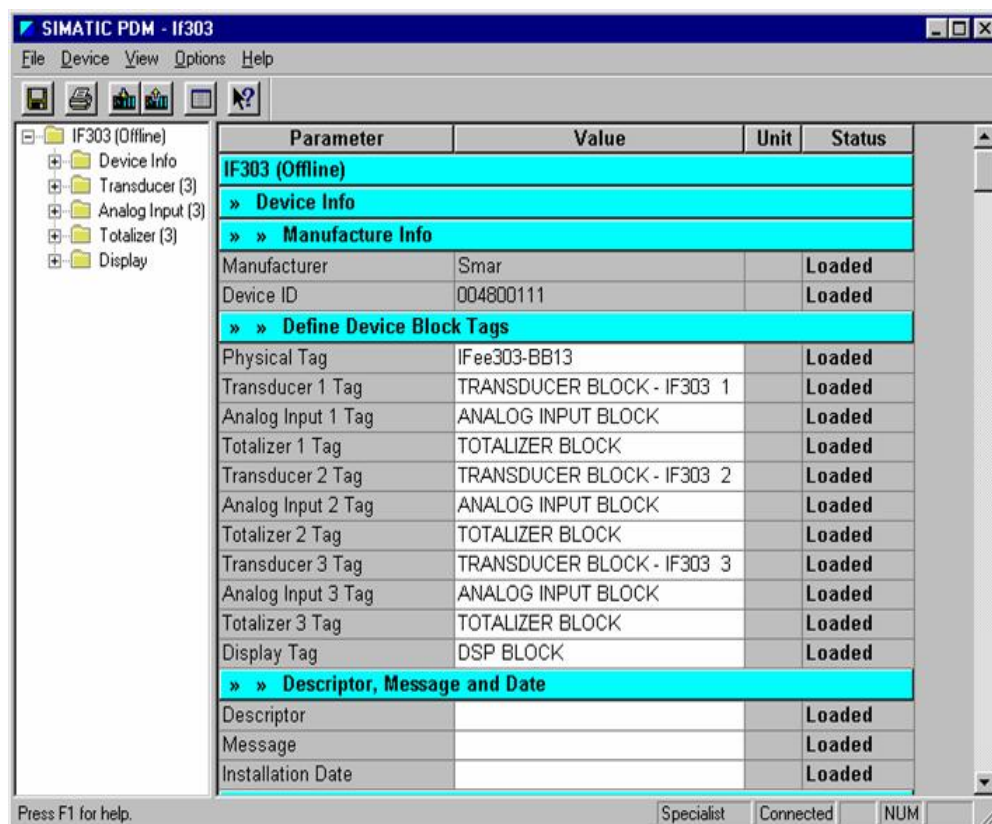 SIMATIC PDM - If303
File Device View Options Help
IF303 (Offline)
Device Info
Transducer (3)
Analog Input (3)
Totalizer (3)
Display
Parameter Value Unit Status
IF303 (Offline)
» Device Info
» » Manufacture Info
Manufacturer Smar Loaded
Device ID 004800111 Loaded
» » Define Device Block Tags
Physical Tag IFee303-BB13 Loaded
Transducer 1 Tag TRANSDUCER BLOCK - IF303 1 Loaded
Analog Input 1 Tag ANALOG INPUT BLOCK Loaded
Totalizer 1 Tag TOTALIZER BLOCK Loaded
Transducer 2 Tag TRANSDUCER BLOCK - IF303 2 Loaded
Analog Input 2 Tag ANALOG INPUT BLOCK Loaded
Totalizer 2 Tag TOTALIZER BLOCK Loaded
Transducer 3 Tag TRANSDUCER BLOCK - IF303 3 Loaded
Analog Input 3 Tag ANALOG INPUT BLOCK Loaded
Totalizer 3 Tag TOTALIZER BLOCK Loaded
Display Tag DSP BLOCK Loaded
» » Descriptor, Message and Date
Descriptor Loaded
Message Loaded
Installation Date Loaded
Press F1 for help. Specialist Connected NUM